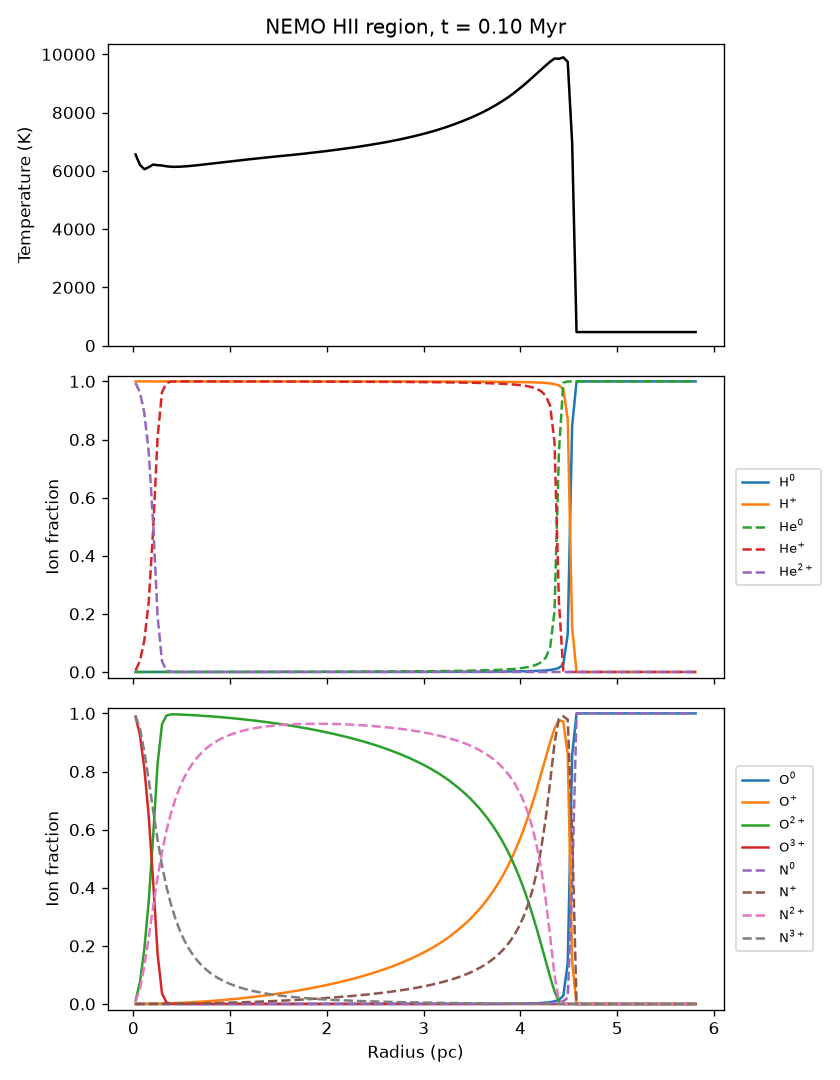 NEMO HII region, t = 0.10 Myr
10000
8000
6000
4000
2000
0
Temperature (K)
1.0
0.8
0.6
0.4
0.2
0.0
Ion fraction
H⁰
H⁺
He⁰
He⁺
He²⁺
1.0
0.8
0.6
0.4
0.2
0.0
Ion fraction
O⁰
O⁺
O²⁺
O³⁺
N⁰
N⁺
N²⁺
N³⁺
0 1 2 3 4 5 6
Radius (pc)